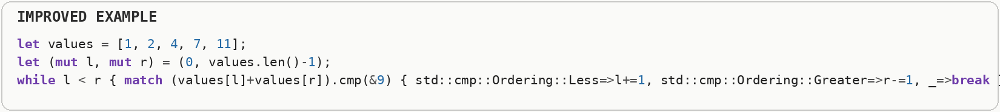 IMPROVED EXAMPLE
let values = [1, 2, 4, 7, 11];
let (mut l, mut r) = (0, values.len()-1);
while l < r { match (values[l]+values[r]).cmp(&9) { std::cmp::Ordering::Less=>l+=1, std::cmp::Ordering::Greater=>r-=1, _=>break